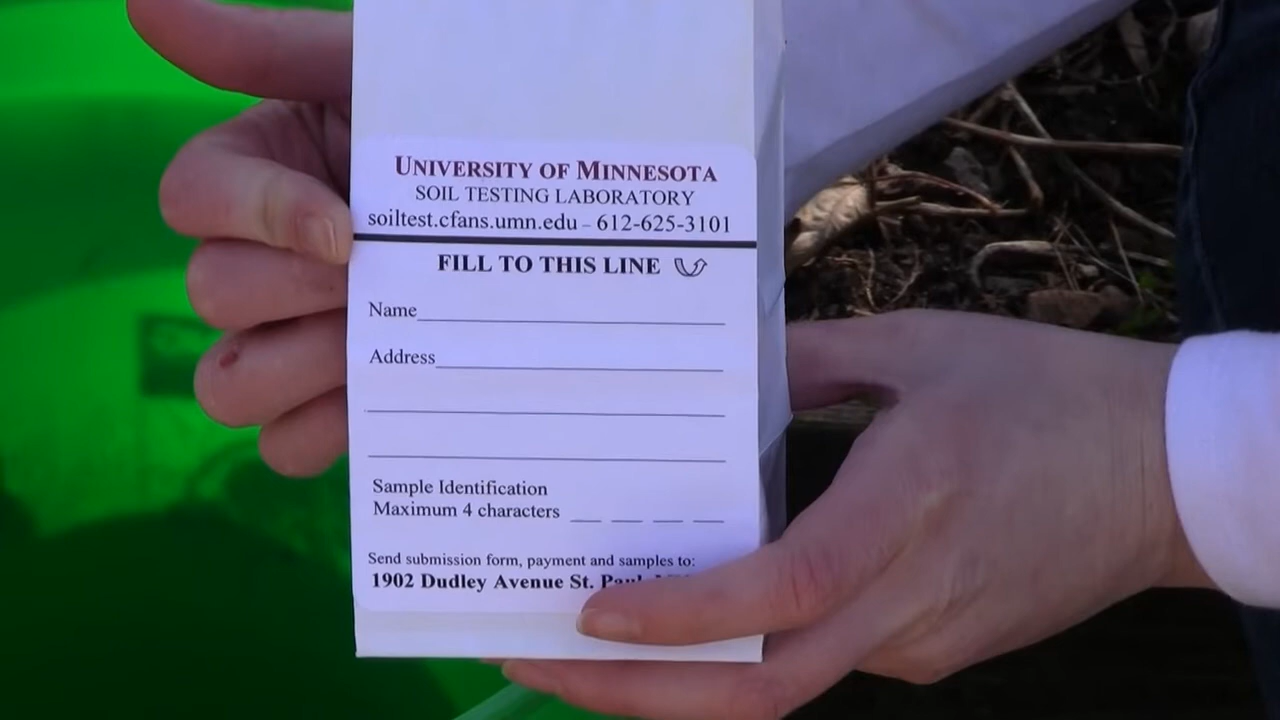 UNIVERSITY OF MINNESOTA
SOIL TESTING LABORATORY
soiltest.cfans.umn.edu – 612-625-3101
FILL TO THIS LINE
Name
Address
Sample Identification
Maximum 4 characters
Send submission form, payment and samples to:
1902 Dudley Avenue St. Paul